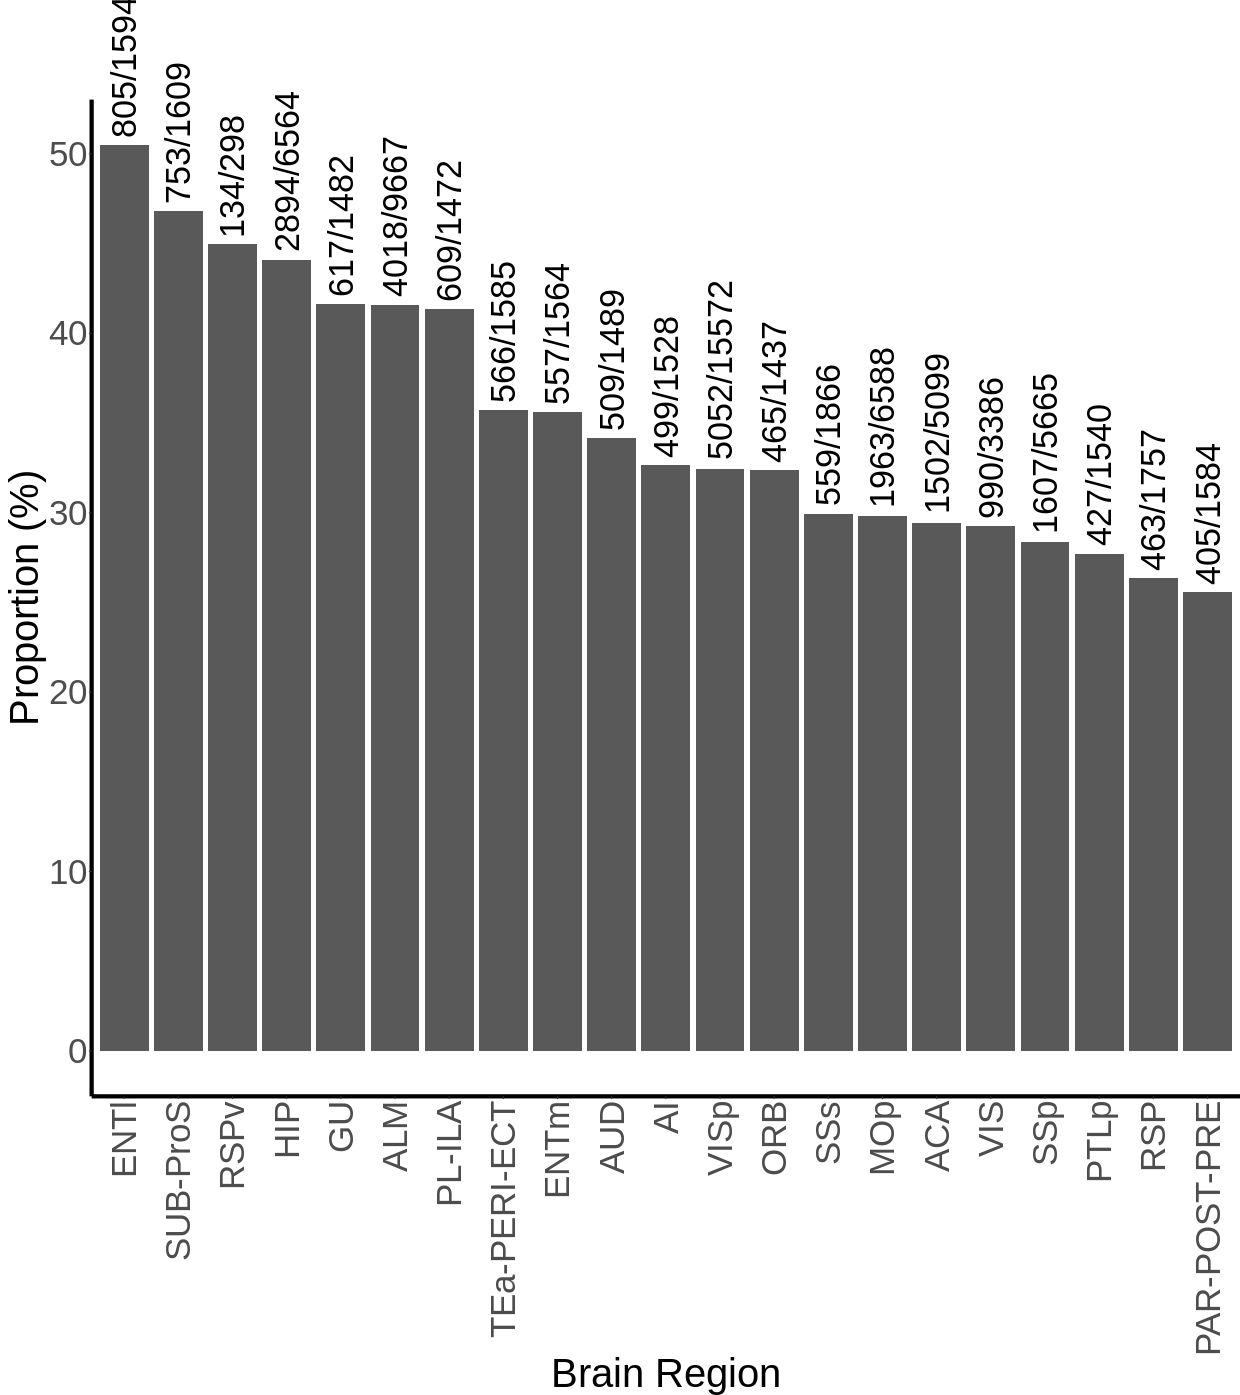 805/1594
753/1609
134/298
2894/6564
617/1482
4018/9667
609/1472
566/1585
557/1564
509/1489
499/1528
5052/15572
465/1437
559/1866
1963/6588
1502/5099
990/3386
1607/5665
427/1540
463/1757
405/1584
Proportion (%)
50
40
30
20
10
0
ENTl
SUB-ProS
RSPv
HIP
GU
ALM
PL-ILA
TEa-PERI-ECT
ENTm
AUD
AI
VISp
ORB
SSs
MOp
ACA
VIS
SSp
PTLp
RSP
PAR-POST-PRE
Brain Region